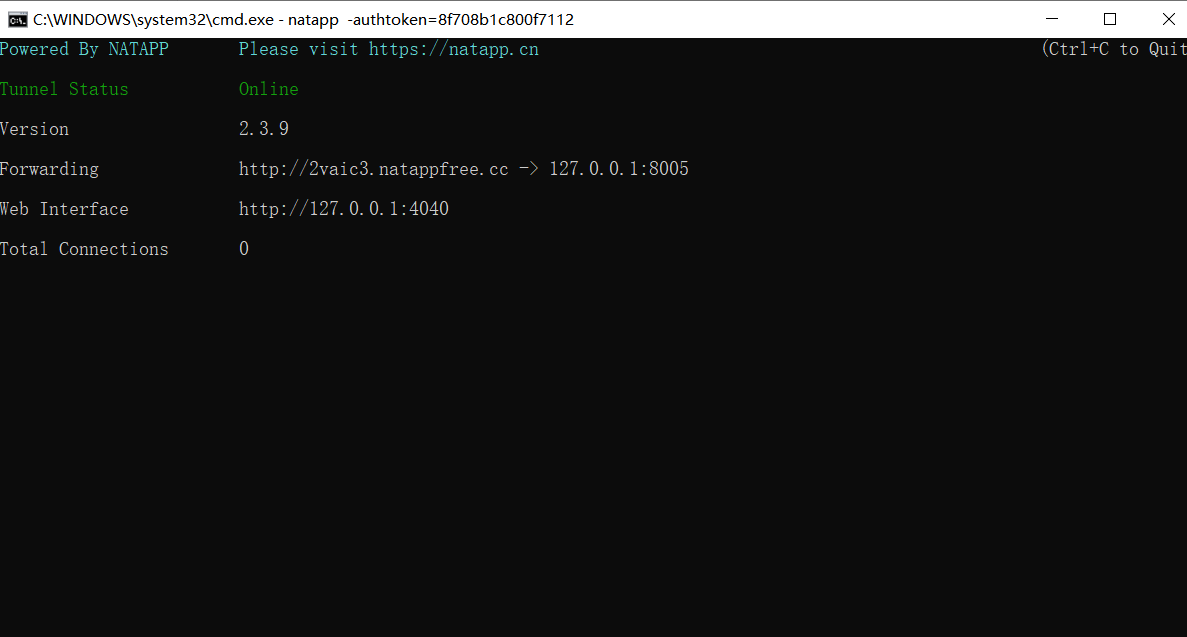 C:\WINDOWS\system32\cmd.exe - natapp  -authtoken=8f708b1c800f7112
Powered By NATAPP Please visit https://natapp.cn (Ctrl+C to Quit
Tunnel Status Online
Version 2.3.9
Forwarding http://2vaic3.natappfree.cc -> 127.0.0.1:8005
Web Interface http://127.0.0.1:4040
Total Connections 0